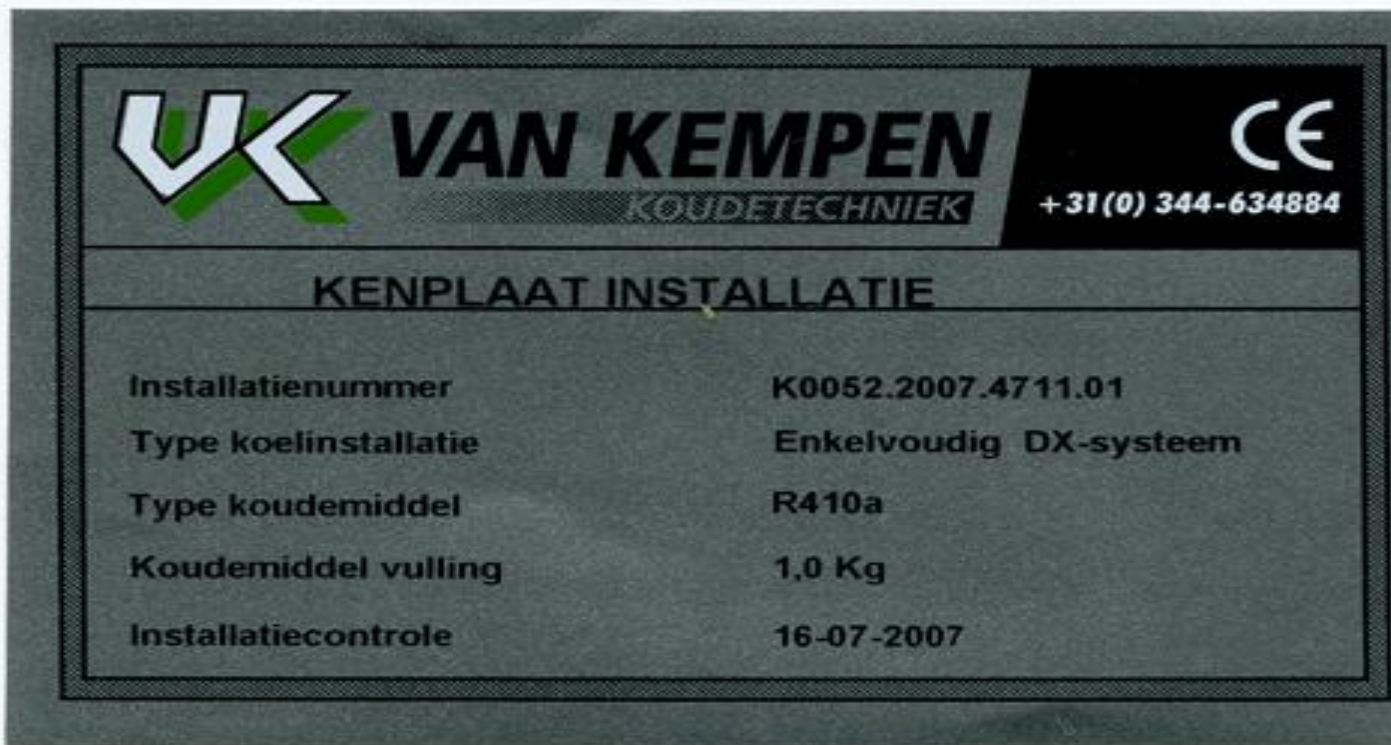 VK VAN KEMPEN
KOUDETECHNIEK
CE
+31(0) 344-634884
KENPLAAT INSTALLATIE
Installatienummer K0052.2007.4711.01
Type koelinstallatie Enkelvoudig DX-systeem
Type koudemiddel R410a
Koudemiddel vulling 1,0 Kg
Installatiecontrole 16-07-2007